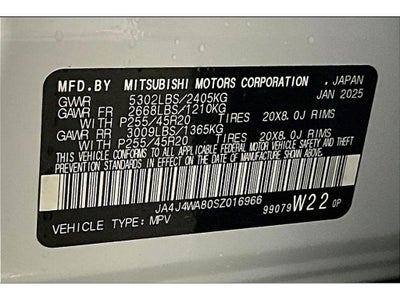 MFD.BY MITSUBISHI MOTORS CORPORATION, JAPAN
GVWR 5302LBS/2405KG JAN 2025
GAWR FR 2668LBS/1210KG
WITH P255/45R20 TIRES 20X8.0J RIMS
GAWR RR 3009LBS/1365KG
WITH P255/45R20 TIRES 20X8.0J RIMS
THIS VEHICLE CONFORMS TO ALL APPLICABLE FEDERAL MOTOR VEHICLE SAFETY AND THEFT
PREVENTION STANDARDS IN EFFECT ON THE DATE OF MANUFACTURE SHOWN ABOVE.
JA4J4WA80SZ016966
VEHICLE TYPE: MPV 99079 W22 0P